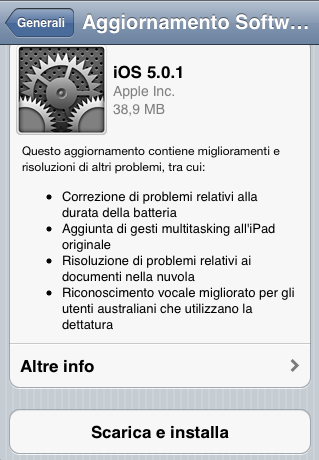 Generali
Aggiornamento Softw...
iOS 5.0.1
Apple Inc.
38,9 MB
Questo aggiornamento contiene miglioramenti e
risoluzioni di altri problemi, tra cui:
• Correzione di problemi relativi alla
durata della batteria
• Aggiunta di gesti multitasking all'iPad
originale
• Risoluzione di problemi relativi ai
documenti nella nuvola
• Riconoscimento vocale migliorato per gli
utenti australiani che utilizzano la
dettatura
Altre info
Scarica e installa